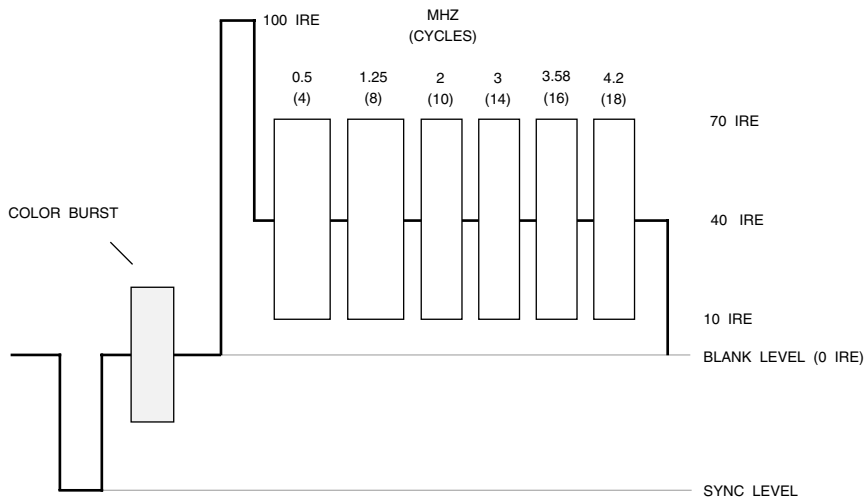 100 IRE
MHZ
(CYCLES)
0.5 1.25 2 3 3.58 4.2
(4) (8) (10) (14) (16) (18)
70 IRE
COLOR BURST
40 IRE
10 IRE
BLANK LEVEL (0 IRE)
SYNC LEVEL